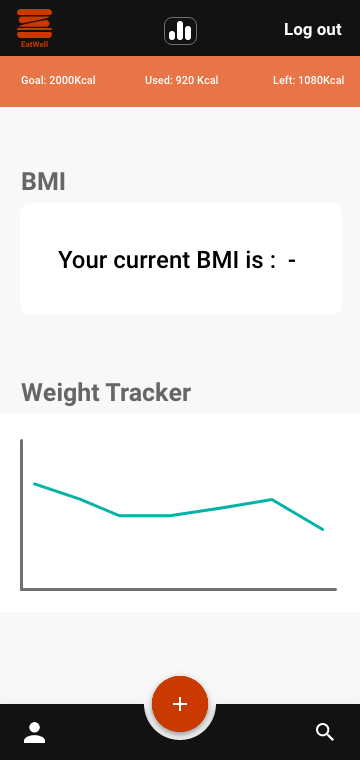 EatWell
Log out
Goal: 2000Kcal Used: 920 Kcal Left: 1080Kcal
BMI
Your current BMI is : -
Weight Tracker